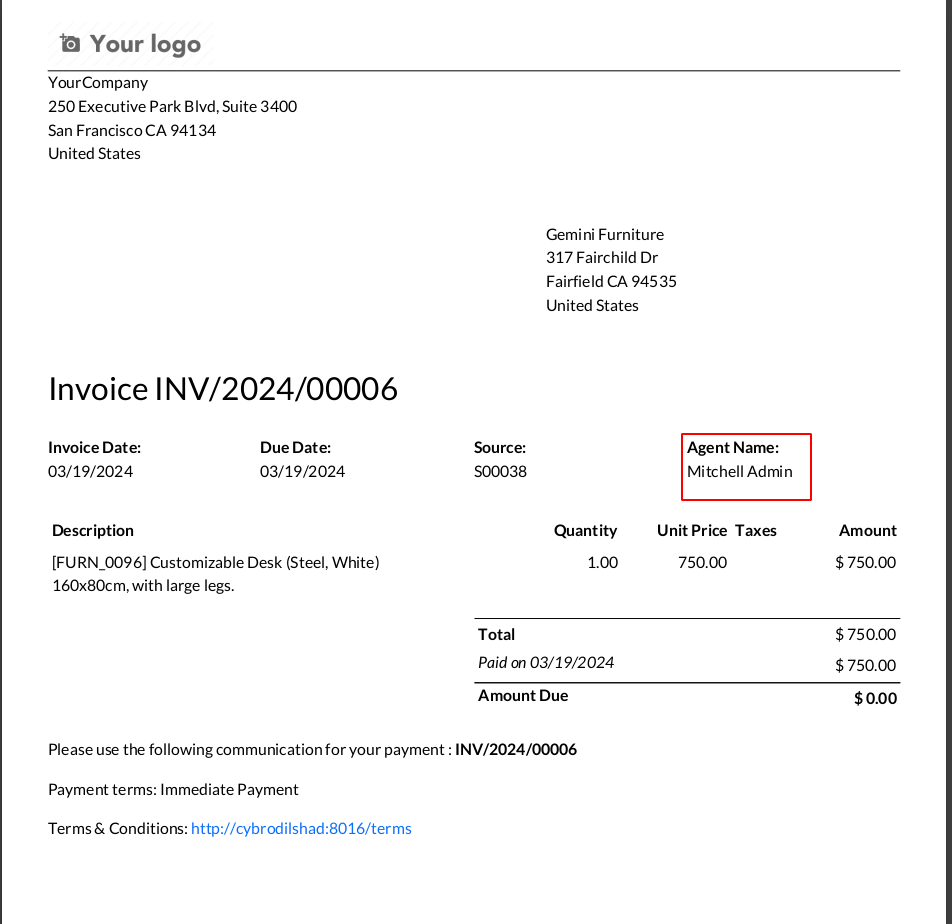 Your logo
YourCompany
250 Executive Park Blvd, Suite 3400
San Francisco CA 94134
United States
Gemini Furniture
317 Fairchild Dr
Fairfield CA 94535
United States
Invoice INV/2024/00006
Invoice Date: Due Date: Source: Agent Name:
03/19/2024 03/19/2024 S00038 Mitchell Admin
Description Quantity Unit Price Taxes Amount
[FURN_0096] Customizable Desk (Steel, White) 1.00 750.00 $ 750.00
160x80cm, with large legs.
Total $ 750.00
Paid on 03/19/2024 $ 750.00
Amount Due $ 0.00
Please use the following communication for your payment : INV/2024/00006
Payment terms: Immediate Payment
Terms & Conditions: http://cybrodilshad:8016/terms